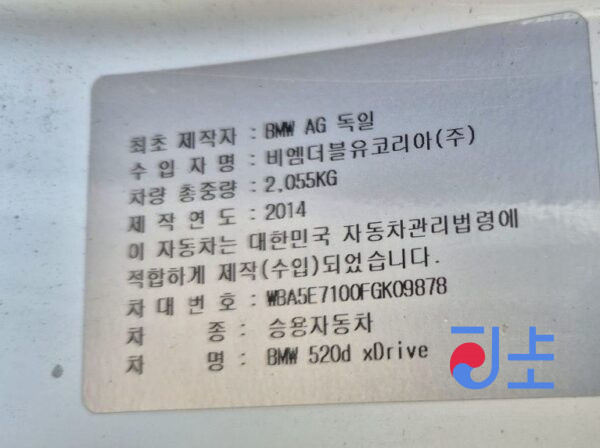 최초 제작자 : BMW AG 독일
수 입 자 명 : 비엠더블유코리아(주)
차량 총중량 : 2,055KG
제 작 연 도 : 2014
이 자동차는 대한민국 자동차관리법령에
적합하게 제작(수입)되었습니다.
차 대 번 호 : WBA5E7100FGK09878
차 종 : 승용자동차
차 명 : BMW 520d xDrive